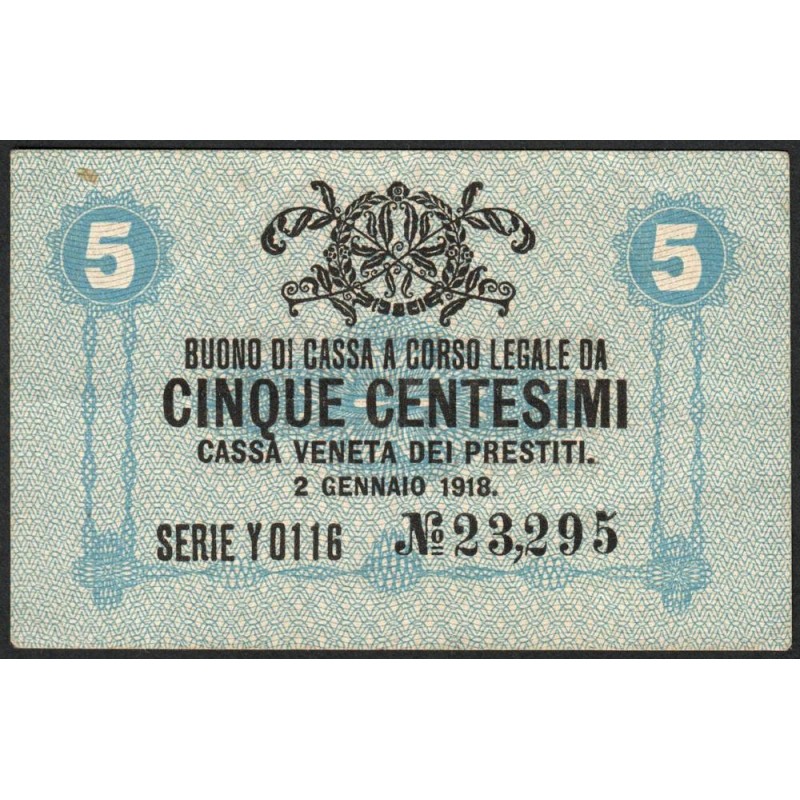 5 5
BUONO DI CASSA A CORSO LEGALE DA
CINQUE CENTESIMI
CASSA VENETA DEI PRESTITI.
2 GENNAIO 1918.
SERIE Y0116 No 23,295